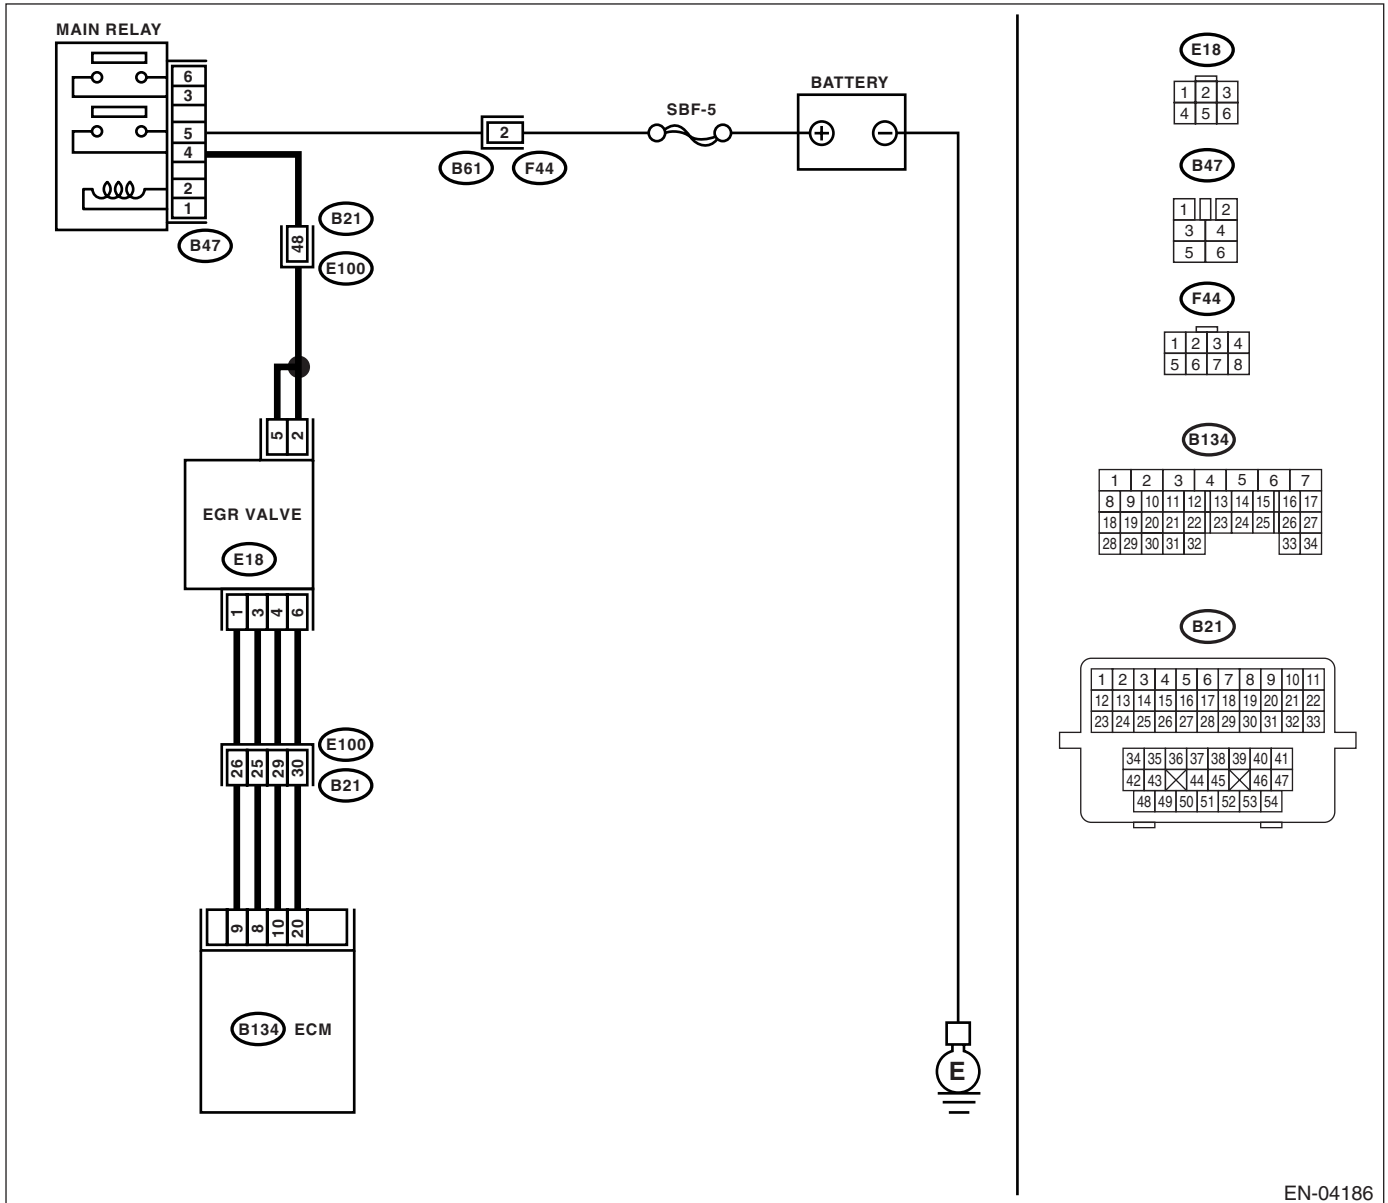 MAIN RELAY
6
3
5
4
2
1
B47
2
B61
F44
SBF-5
BATTERY
+
−
48
B21
E100
5
2
EGR VALVE
E18
1 3 4 6
E100
26 25 29 30
B21
9 8 10 20
B134 ECM
E
E18
1 2 3
4 5 6
B47
1 2
3 4
5 6
F44
1 2 3 4
5 6 7 8
B134
1 2 3 4 5 6 7
8 9 10 11 12 13 14 15 16 17
18 19 20 21 22 23 24 25 26 27
28 29 30 31 32 33 34
B21
1 2 3 4 5 6 7 8 9 10 11
12 13 14 15 16 17 18 19 20 21 22
23 24 25 26 27 28 29 30 31 32 33
34 35 36 37 38 39 40 41
42 43 44 45 46 47
48 49 50 51 52 53 54
EN-04186